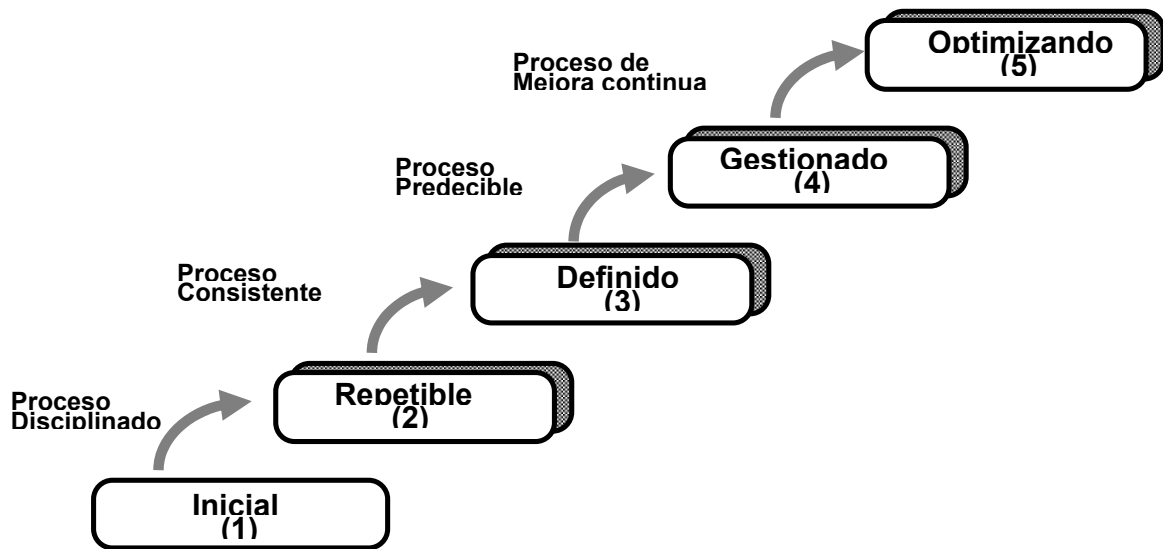 Optimizando
(5)
Proceso de
Mejora continua
Gestionado
(4)
Proceso
Predecible
Definido
(3)
Proceso
Consistente
Repetible
(2)
Proceso
Disciplinado
Inicial
(1)